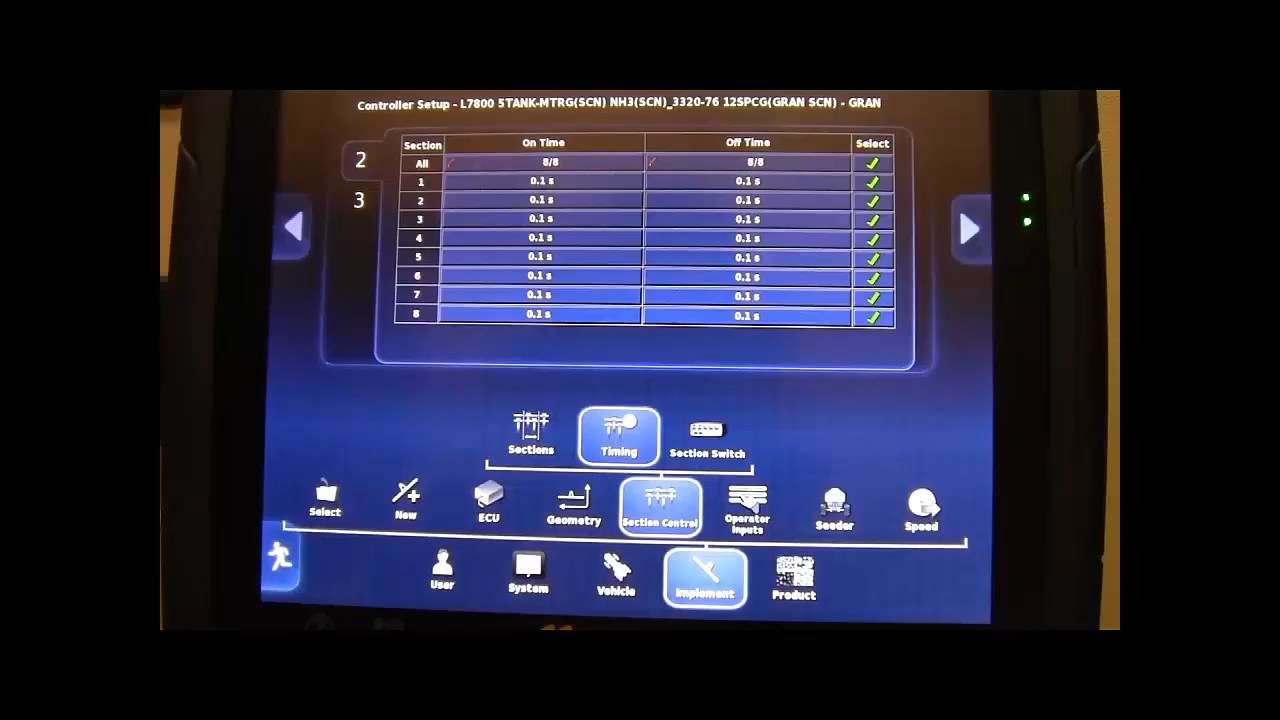 Controller Setup - L7800 5TANK-MTRG(SCN) NH3(SCN)_3320-76 12SPCG(GRAN SCN) - GRAN
2
3
Section On Time Off Time Select
All 8/8 8/8
1 0.1 s 0.1 s
2 0.1 s 0.1 s
3 0.1 s 0.1 s
4 0.1 s 0.1 s
5 0.1 s 0.1 s
6 0.1 s 0.1 s
7 0.1 s 0.1 s
8 0.1 s 0.1 s
Sections Timing Section Switch
Select New ECU Geometry Section Control Operator Inputs Seeder Speed
User System Vehicle Implement Product